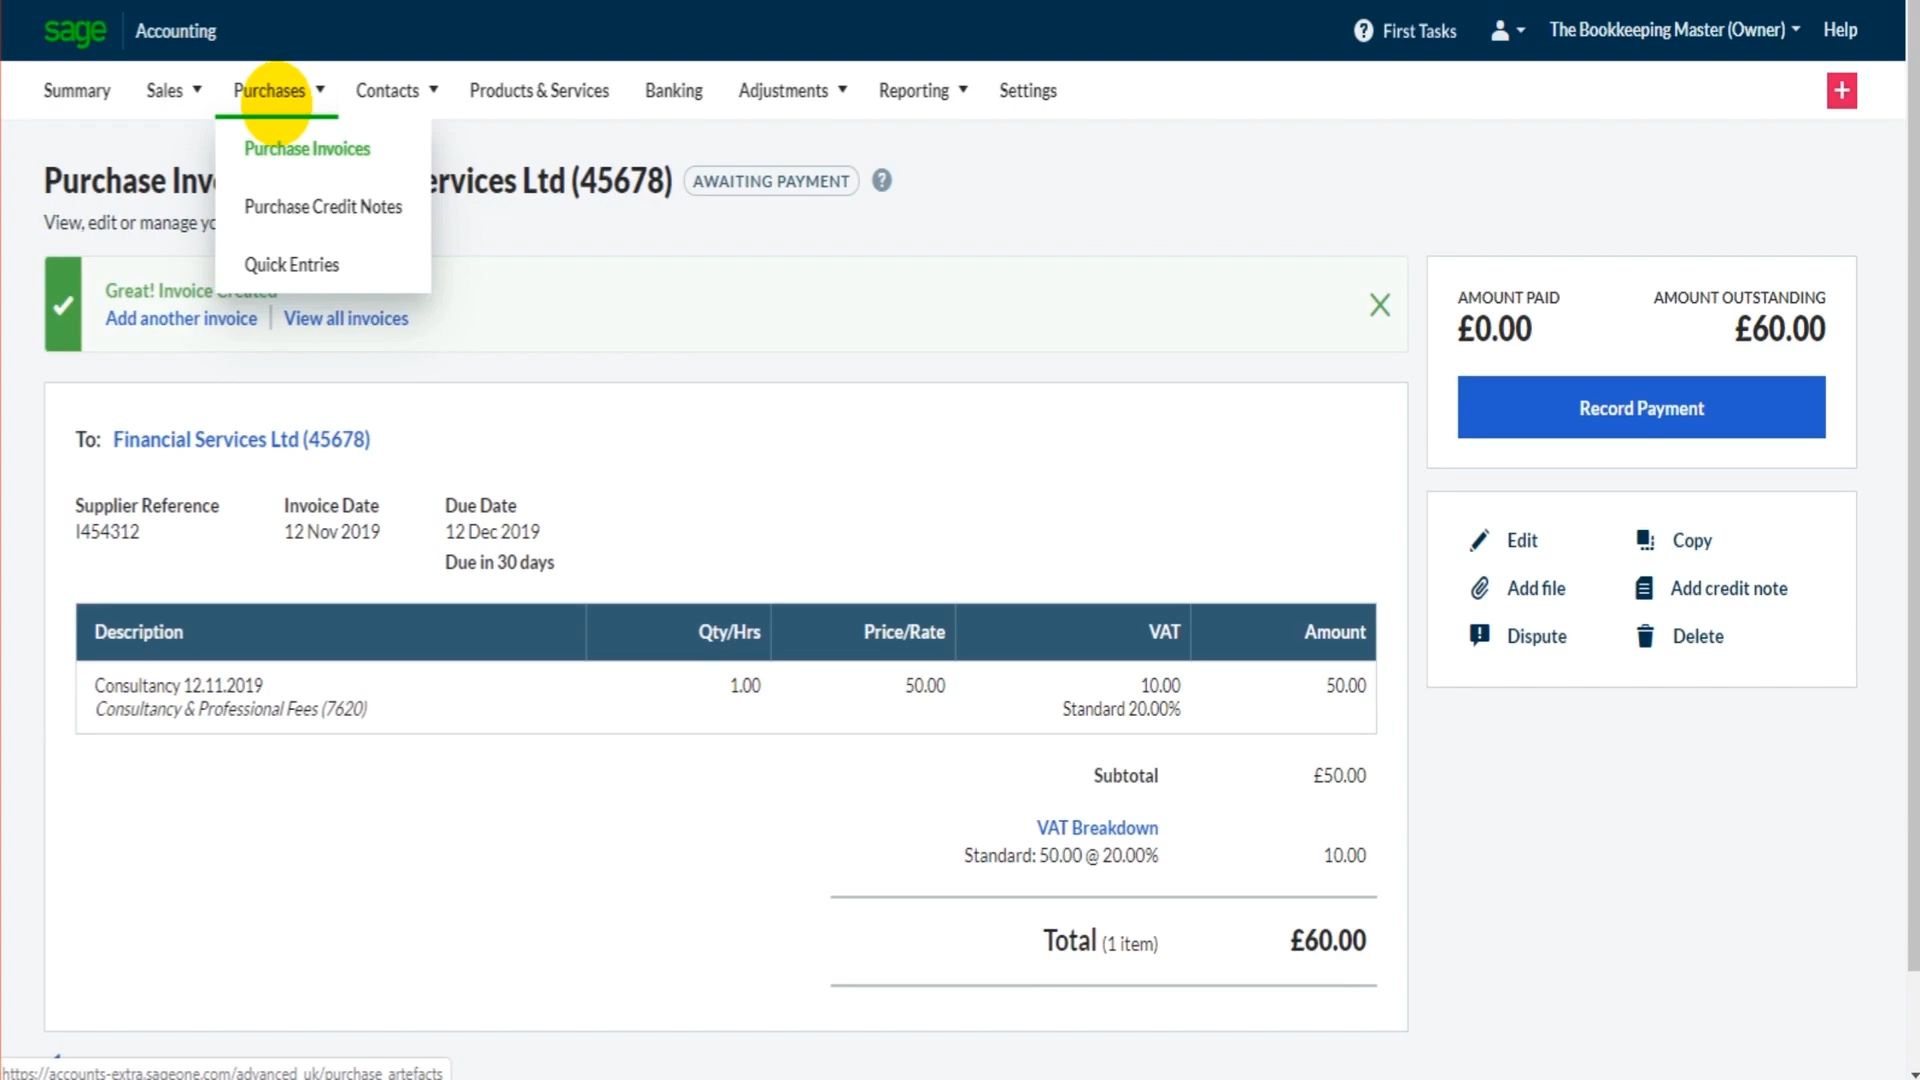 sage Accounting First Tasks The Bookkeeping Master (Owner) Help
Summary Sales Purchases Contacts Products & Services Banking Adjustments Reporting Settings
Purchase Invoices
Purchase Credit Notes
Quick Entries
Purchase Inv ervices Ltd (45678) AWAITING PAYMENT
View, edit or manage yo
Great! Invoice Created
Add another invoice View all invoices
AMOUNT PAID AMOUNT OUTSTANDING
£0.00 £60.00
Record Payment
To: Financial Services Ltd (45678)
Supplier Reference Invoice Date Due Date
I454312 12 Nov 2019 12 Dec 2019
Due in 30 days
Edit Copy
Add file Add credit note
Dispute Delete
Description Qty/Hrs Price/Rate VAT Amount
Consultancy 12.11.2019 1.00 50.00 10.00 50.00
Consultancy & Professional Fees (7620) Standard 20.00%
Subtotal £50.00
VAT Breakdown
Standard: 50.00 @ 20.00% 10.00
Total (1 item) £60.00
https://accounts-extra.sageone.com/advanced_uk/purchase_artefacts